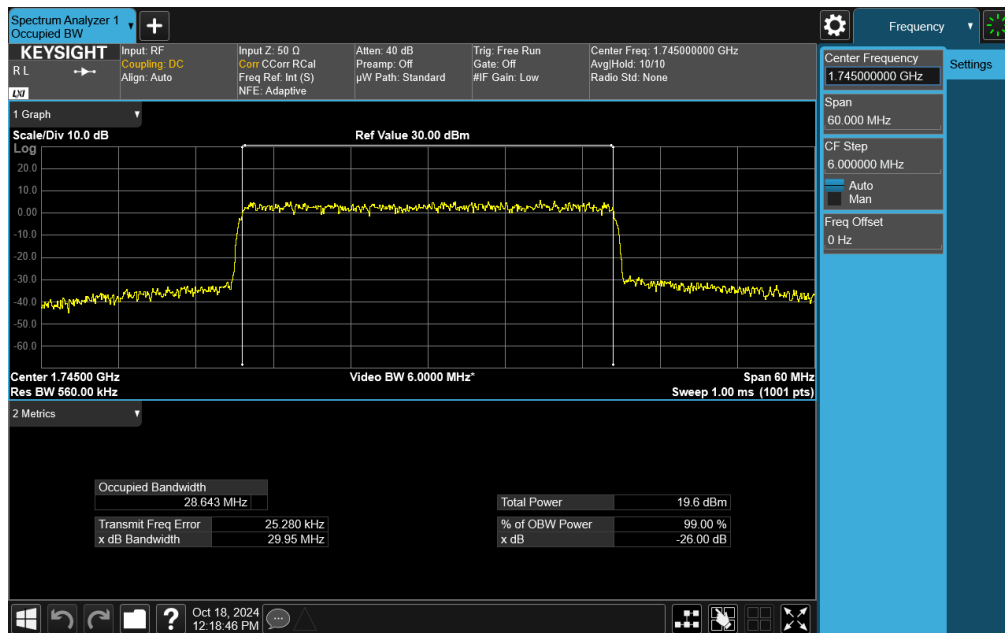 Spectrum Analyzer 1
Occupied BW
Frequency
KEYSIGHT
R L
LXI
Input: RF
Coupling: DC
Align: Auto
Input Z: 50 Ω
Corr CCorr RCal
Freq Ref: Int (S)
NFE: Adaptive
Atten: 40 dB
Preamp: Off
µW Path: Standard
Trig: Free Run
Gate: Off
#IF Gain: Low
Center Freq: 1.745000000 GHz
Avg|Hold: 10/10
Radio Std: None
Center Frequency
1.745000000 GHz
Settings
Span
60.000 MHz
CF Step
6.000000 MHz
Auto
Man
Freq Offset
0 Hz
1 Graph
Scale/Div 10.0 dB
Ref Value 30.00 dBm
Log
20.0
10.0
0.00
-10.0
-20.0
-30.0
-40.0
-50.0
-60.0
Center 1.74500 GHz
Video BW 6.0000 MHz*
Span 60 MHz
Res BW 560.00 kHz
Sweep 1.00 ms (1001 pts)
2 Metrics
Occupied Bandwidth
28.643 MHz
Total Power 19.6 dBm
Transmit Freq Error 25.280 kHz
% of OBW Power 99.00 %
x dB Bandwidth 29.95 MHz
x dB -26.00 dB
Oct 18, 2024
12:18:46 PM